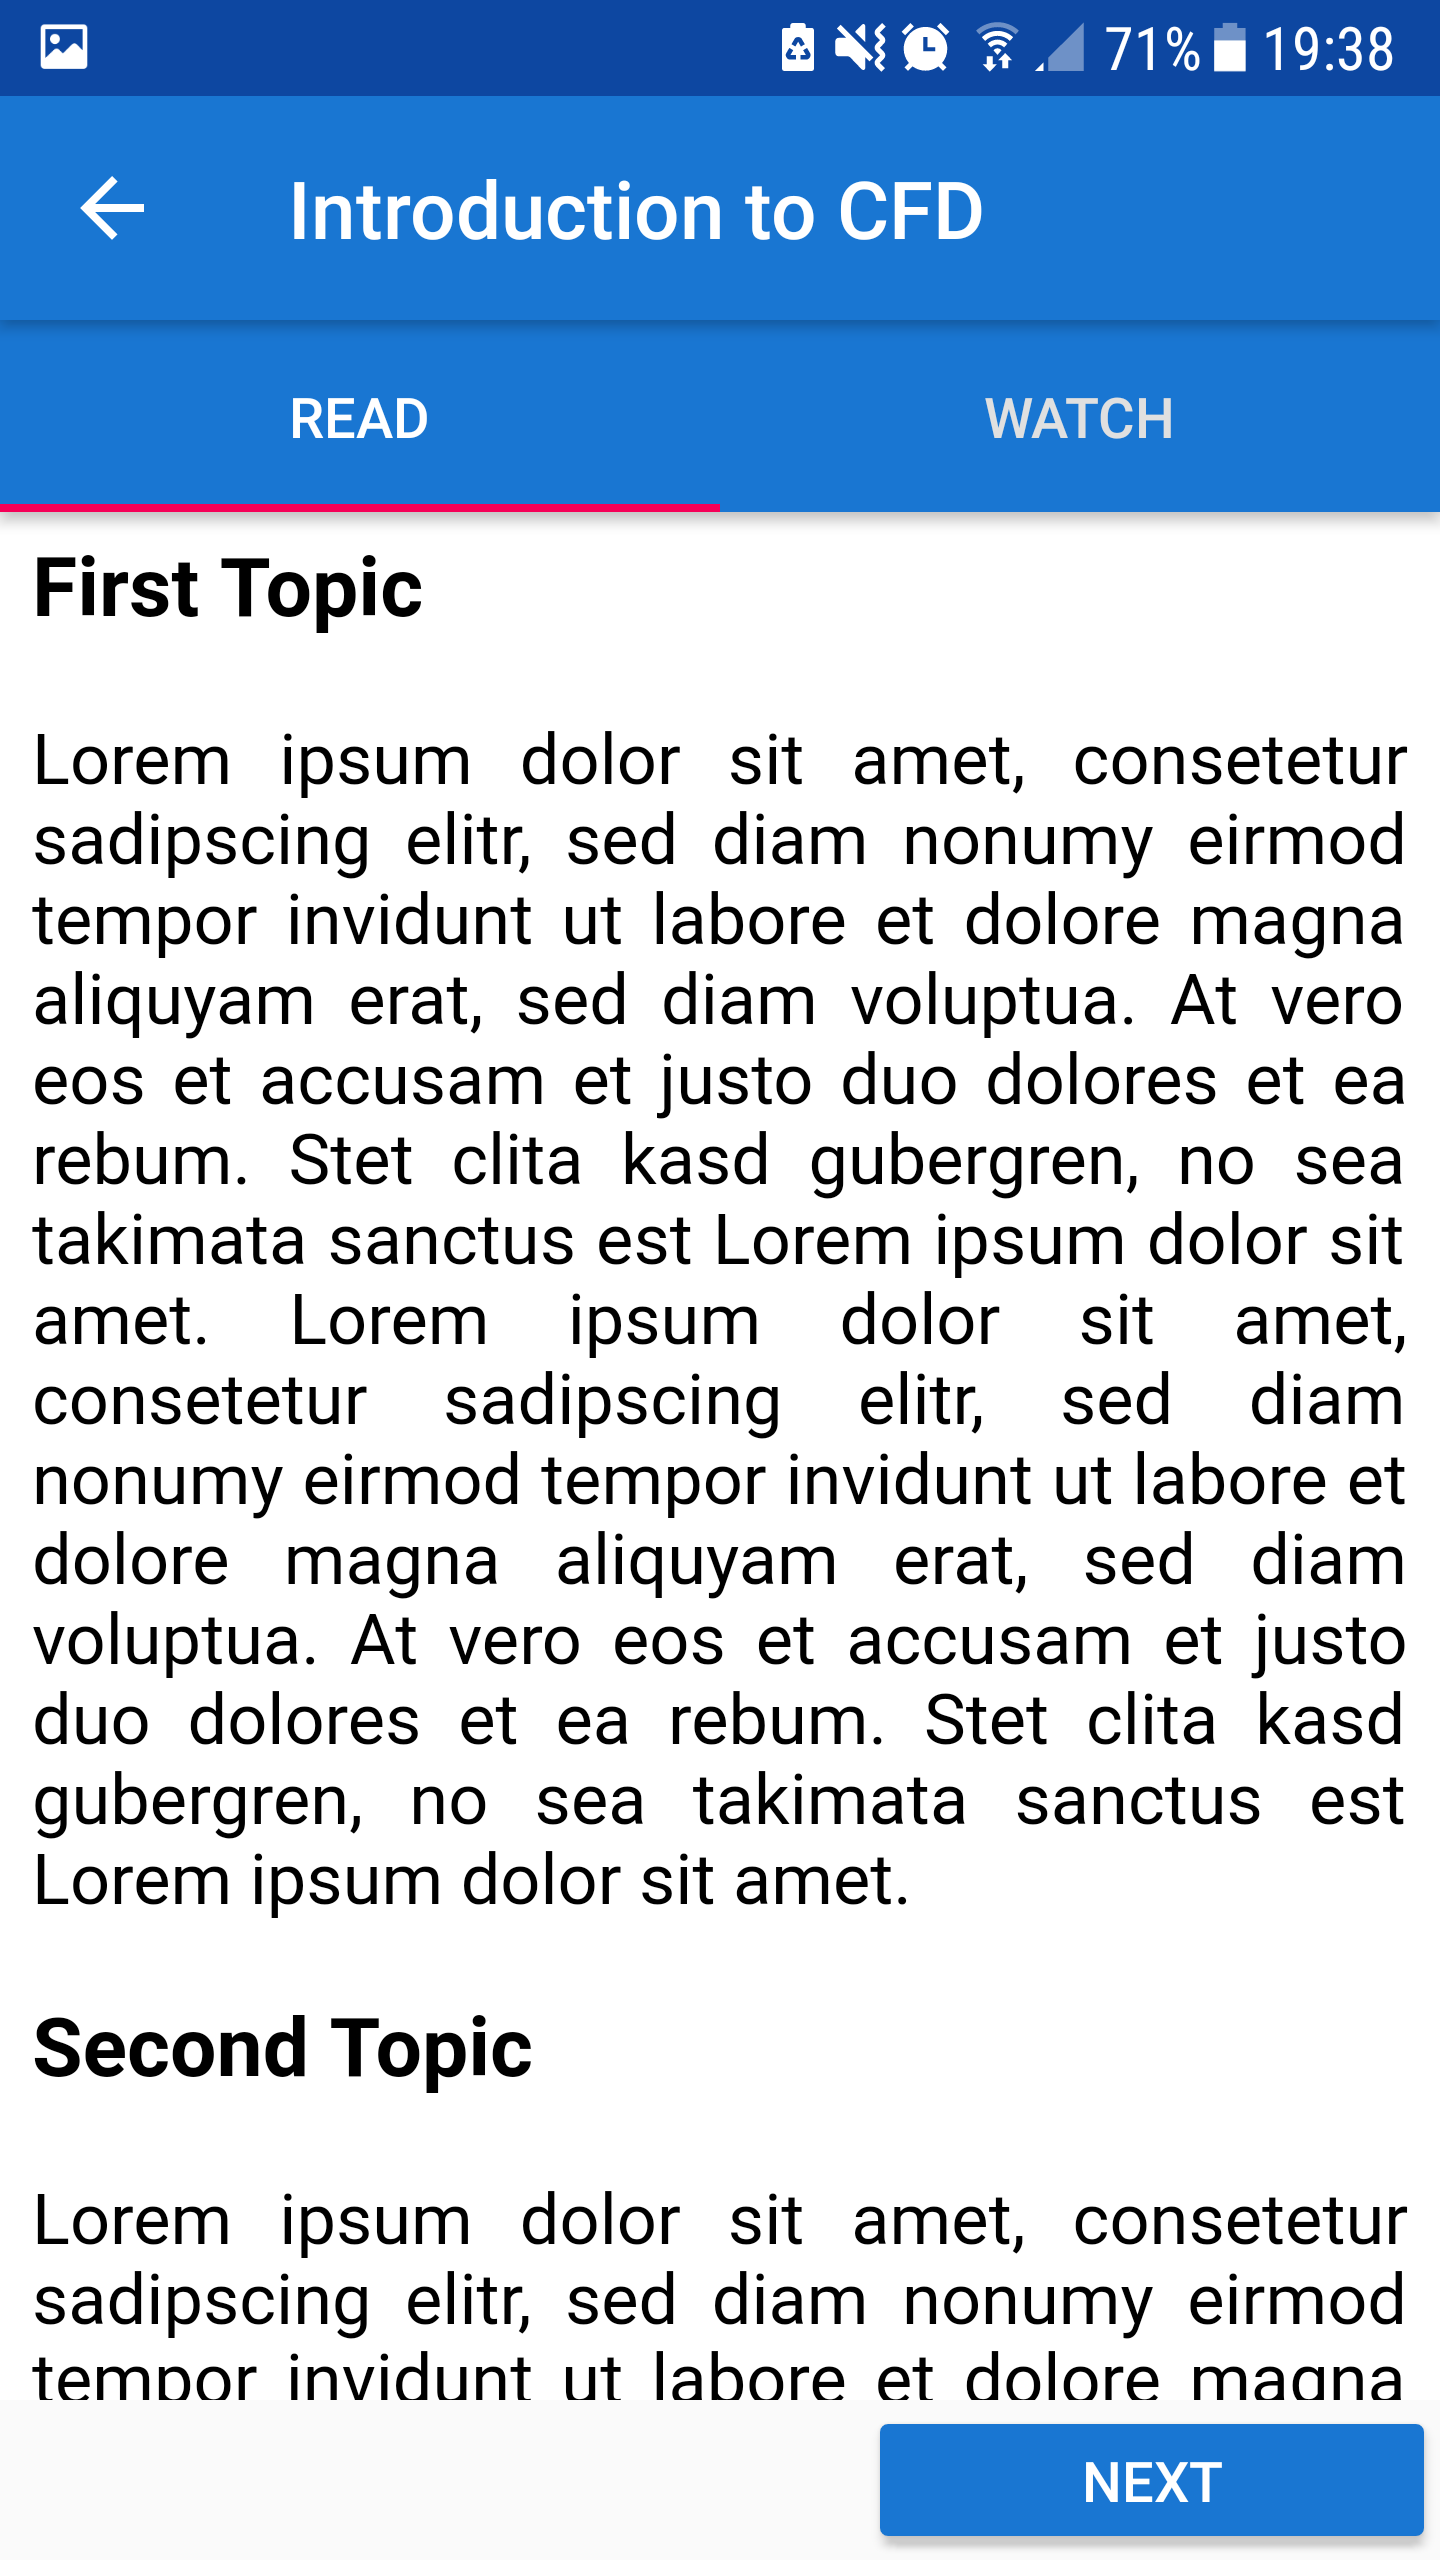 71% 19:38
Introduction to CFD
READ WATCH
First Topic
Lorem ipsum dolor sit amet, consetetur
sadipscing elitr, sed diam nonumy eirmod
tempor invidunt ut labore et dolore magna
aliquyam erat, sed diam voluptua. At vero
eos et accusam et justo duo dolores et ea
rebum. Stet clita kasd gubergren, no sea
takimata sanctus est Lorem ipsum dolor sit
amet. Lorem ipsum dolor sit amet,
consetetur sadipscing elitr, sed diam
nonumy eirmod tempor invidunt ut labore et
dolore magna aliquyam erat, sed diam
voluptua. At vero eos et accusam et justo
duo dolores et ea rebum. Stet clita kasd
gubergren, no sea takimata sanctus est
Lorem ipsum dolor sit amet.
Second Topic
Lorem ipsum dolor sit amet, consetetur
sadipscing elitr, sed diam nonumy eirmod
tempor invidunt ut labore et dolore magna
NEXT